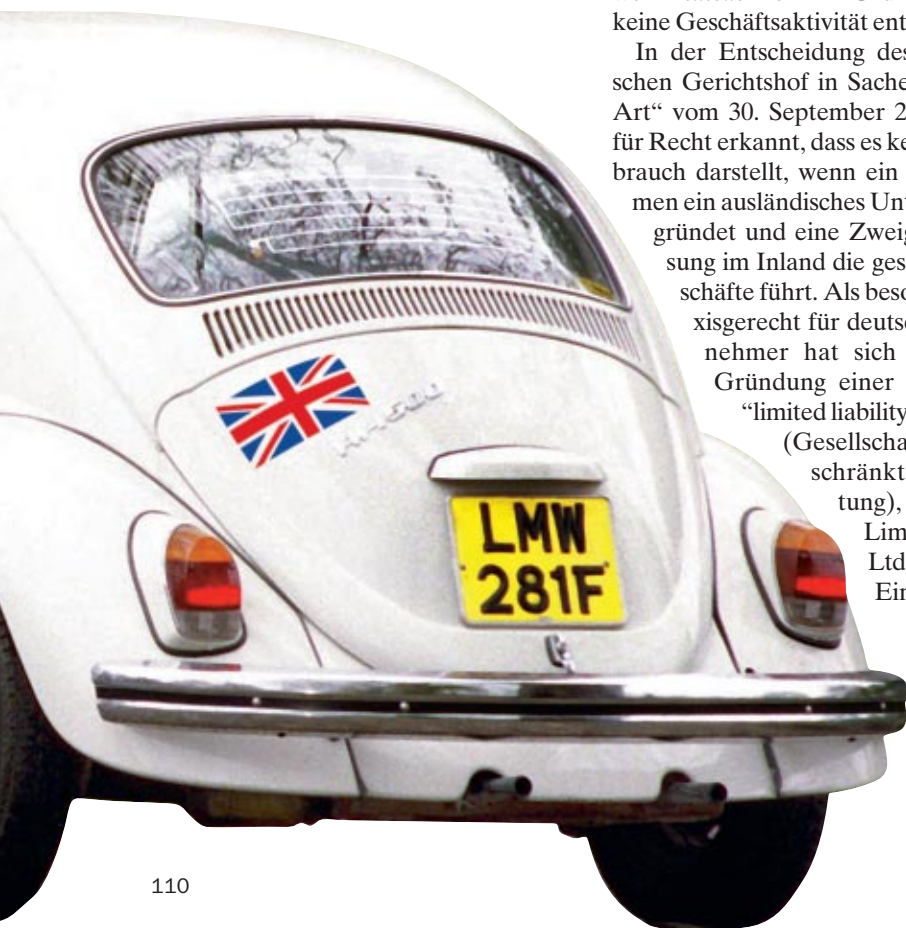 keine Geschäftsaktivität ent
In der Entscheidung des
schen Gerichtshof in Sache
Art“ vom 30. September 2
für Recht erkannt, dass es ke
brauch darstellt, wenn ein
men ein ausländisches Un
gründet und eine Zweig
sung im Inland die ges
schäfte führt. Als beso
xisgerecht für deuts
nehmer hat sich
Gründung einer
“limited liability
(Gesellscha
schränkt
tung),
Lim
Ltd
Ein
LMW
281F
110